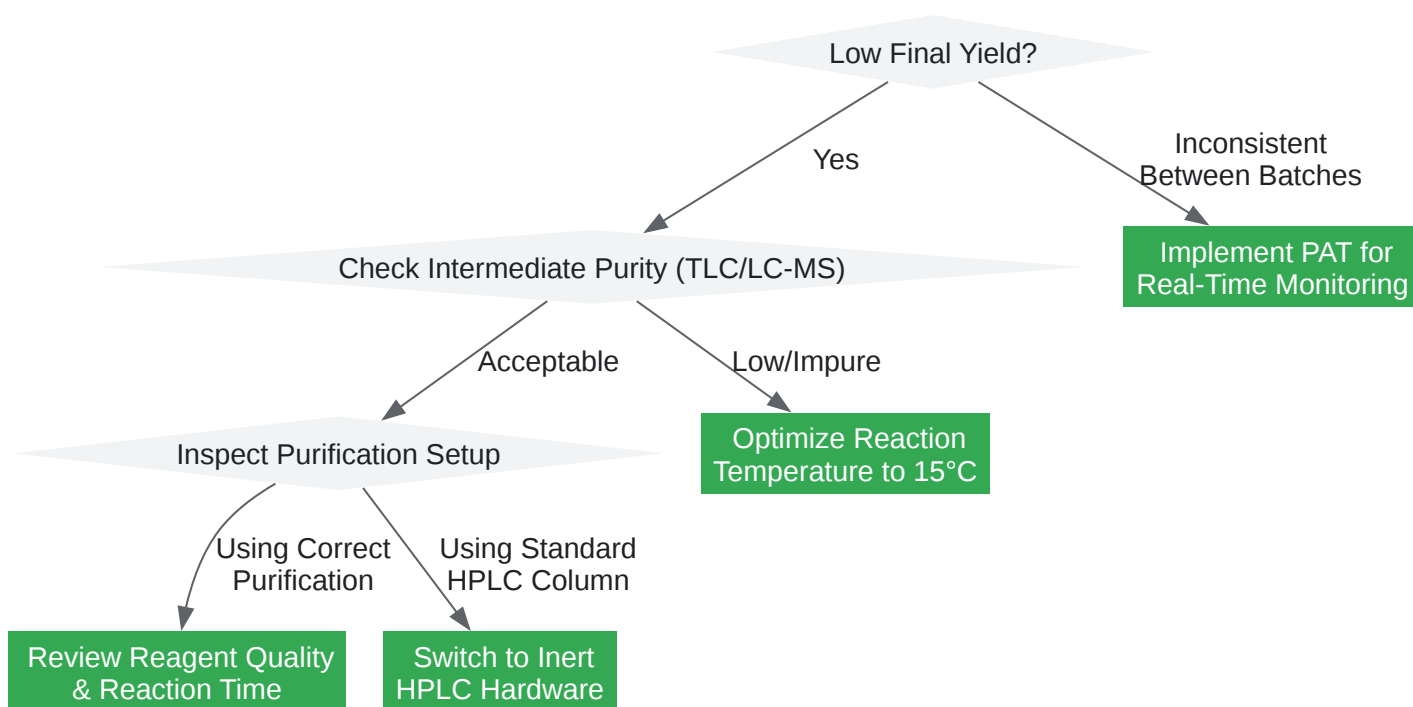 Low Final Yield?
Yes
Inconsistent
Between Batches
Check Intermediate Purity (TLC/LC-MS)
Implement PAT for
Real-Time Monitoring
Acceptable
Low/Impure
Inspect Purification Setup
Optimize Reaction
Temperature to 15°C
Using Correct
Purification
Using Standard
HPLC Column
Review Reagent Quality
& Reaction Time
Switch to Inert
HPLC Hardware